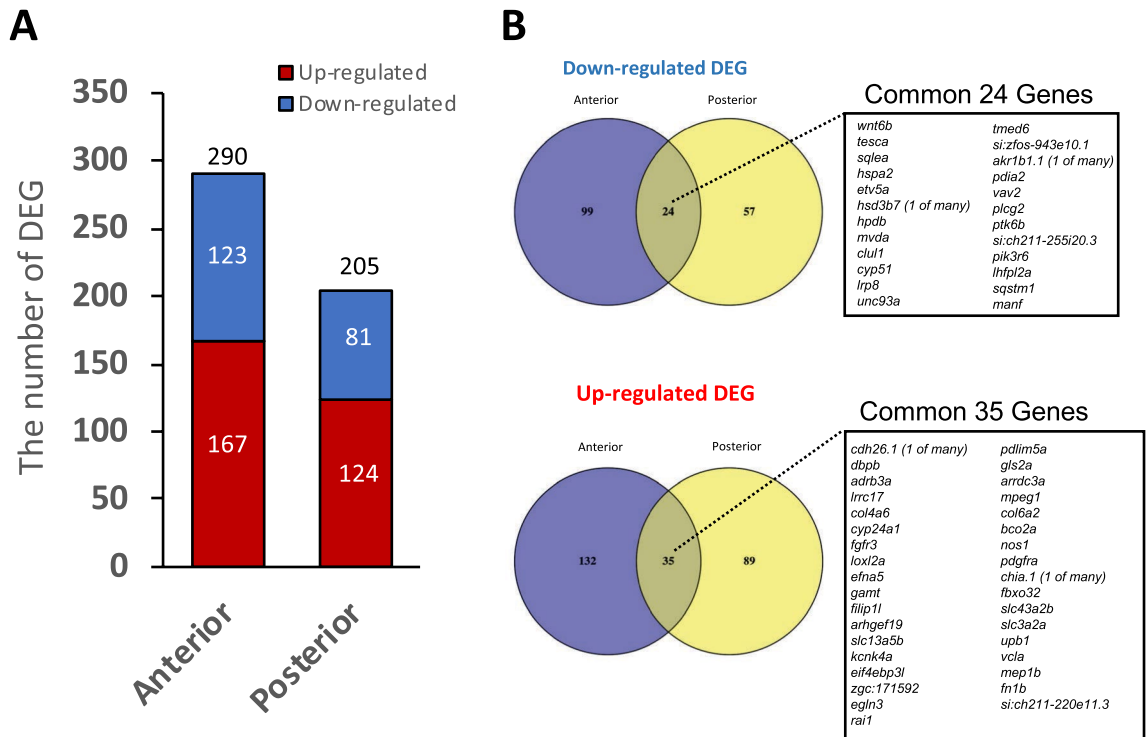 A
Up-regulated
Down-regulated
The number of DEG
350
300
250
200
150
100
50
0
290
123
167
205
81
124
Anterior
Posterior
B
Down-regulated DEG
Anterior
Posterior
99
24
57
Common 24 Genes
wnt6b
tesca
sqlea
hspa2
etv5a
hsd3b7 (1 of many)
hpdb
mvda
clul1
cyp51
lrp8
unc93a
tmed6
si:zfos-943e10.1
akr1b1.1 (1 of many)
pdia2
vav2
plcg2
ptk6b
si:ch211-255i20.3
pik3r6
lhfpl2a
sqstm1
manf
Up-regulated DEG
Anterior
Posterior
132
35
89
Common 35 Genes
cdh26.1 (1 of many)
dbpb
adrb3a
lrrc17
col4a6
cyp24a1
fgfr3
loxl2a
efna5
gamt
filip1l
arhgef19
slc13a5b
kcnk4a
eif4ebp3l
zgc:171592
egln3
rai1
pdlim5a
gls2a
arrdc3a
mpeg1
col6a2
bco2a
nos1
pdgfra
chia.1 (1 of many)
fbxo32
slc43a2b
slc3a2a
upb1
vcla
mep1b
fn1b
si:ch211-220e11.3